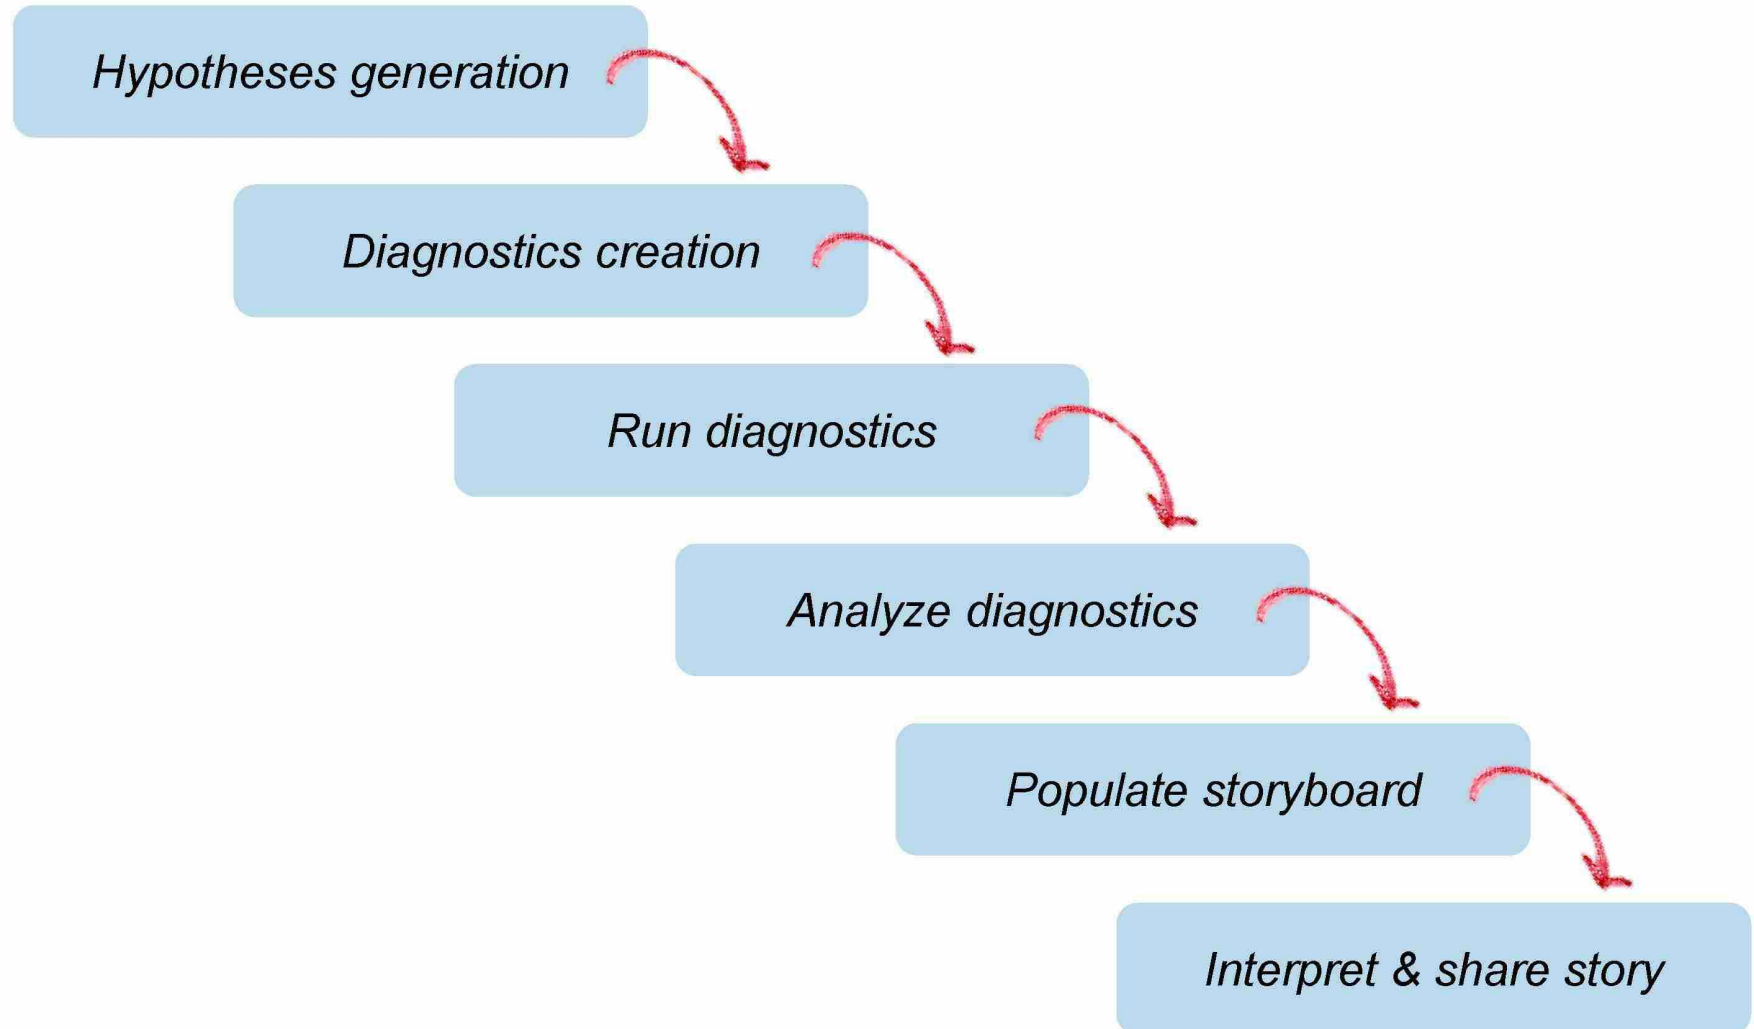 Hypotheses generation
Diagnostics creation
Run diagnostics
Analyze diagnostics
Populate storyboard
Interpret & share story